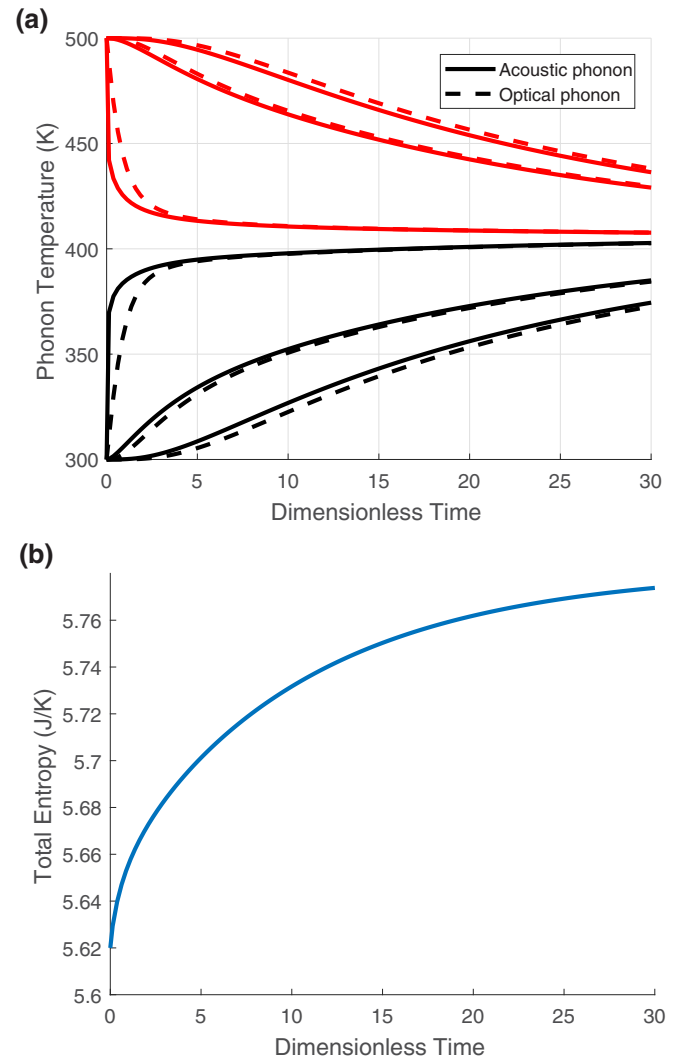 (a)
500
450
400
350
300
Phonon Temperature (K)
Acoustic phonon
Optical phonon
0 5 10 15 20 25 30
Dimensionless Time
(b)
5.76
5.74
5.72
5.7
5.68
5.66
5.64
5.62
5.6
Total Entropy (J/K)
0 5 10 15 20 25 30
Dimensionless Time